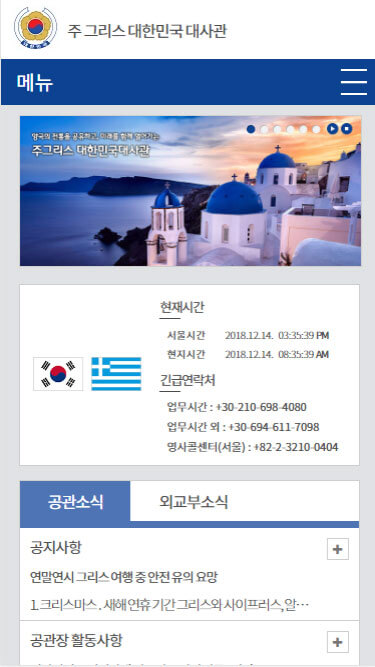 주 그리스 대한민국 대사관
메뉴
양국의 전통을 공유하고, 미래를 함께 열어가는
주그리스 대한민국대사관
현재시간
서울시간 2018.12.14. 03:35:39 PM
현지시간 2018.12.14. 08:35:39 AM
긴급연락처
업무시간 : +30-210-698-4080
업무시간 외 : +30-694-611-7098
영사콜센터(서울) : +82-2-3210-0404
공관소식 외교부소식
공지사항
연말연시 그리스 여행 중 안전 유의 요망
1. 크리스마스 . 새해 연휴 기간 그리스와 사이프러스, 알…
공관장 활동사항